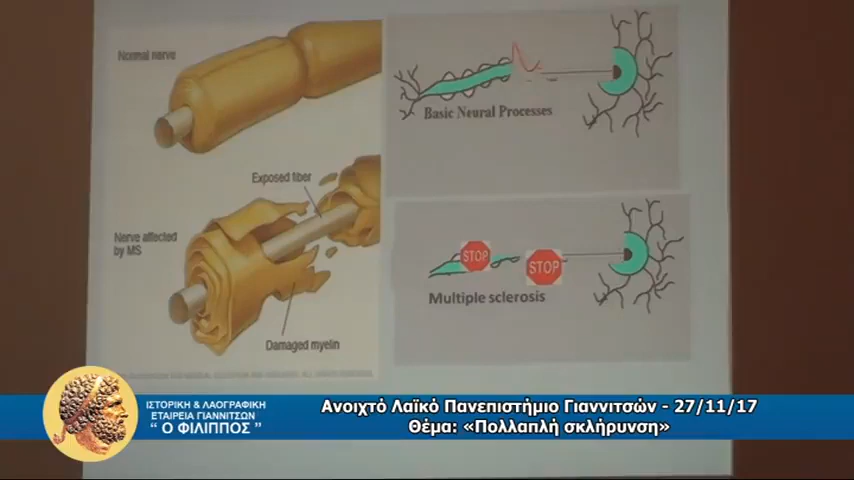 Normal nerve
Exposed fiber
Nerve affected
by MS
Damaged myelin
Basic Neural Processes
STOP
STOP
Multiple sclerosis
ΙΣΤΟΡΙΚΗ & ΛΑΟΓΡΑΦΙΚΗ
ΕΤΑΙΡΕΙΑ ΓΙΑΝΝΙΤΣΩΝ
“ Ο ΦΙΛΙΠΠΟΣ ”
Ανοιχτό Λαϊκό Πανεπιστήμιο Γιαννιτσών - 27/11/17
Θέμα: «Πολλαπλή σκλήρυνση»